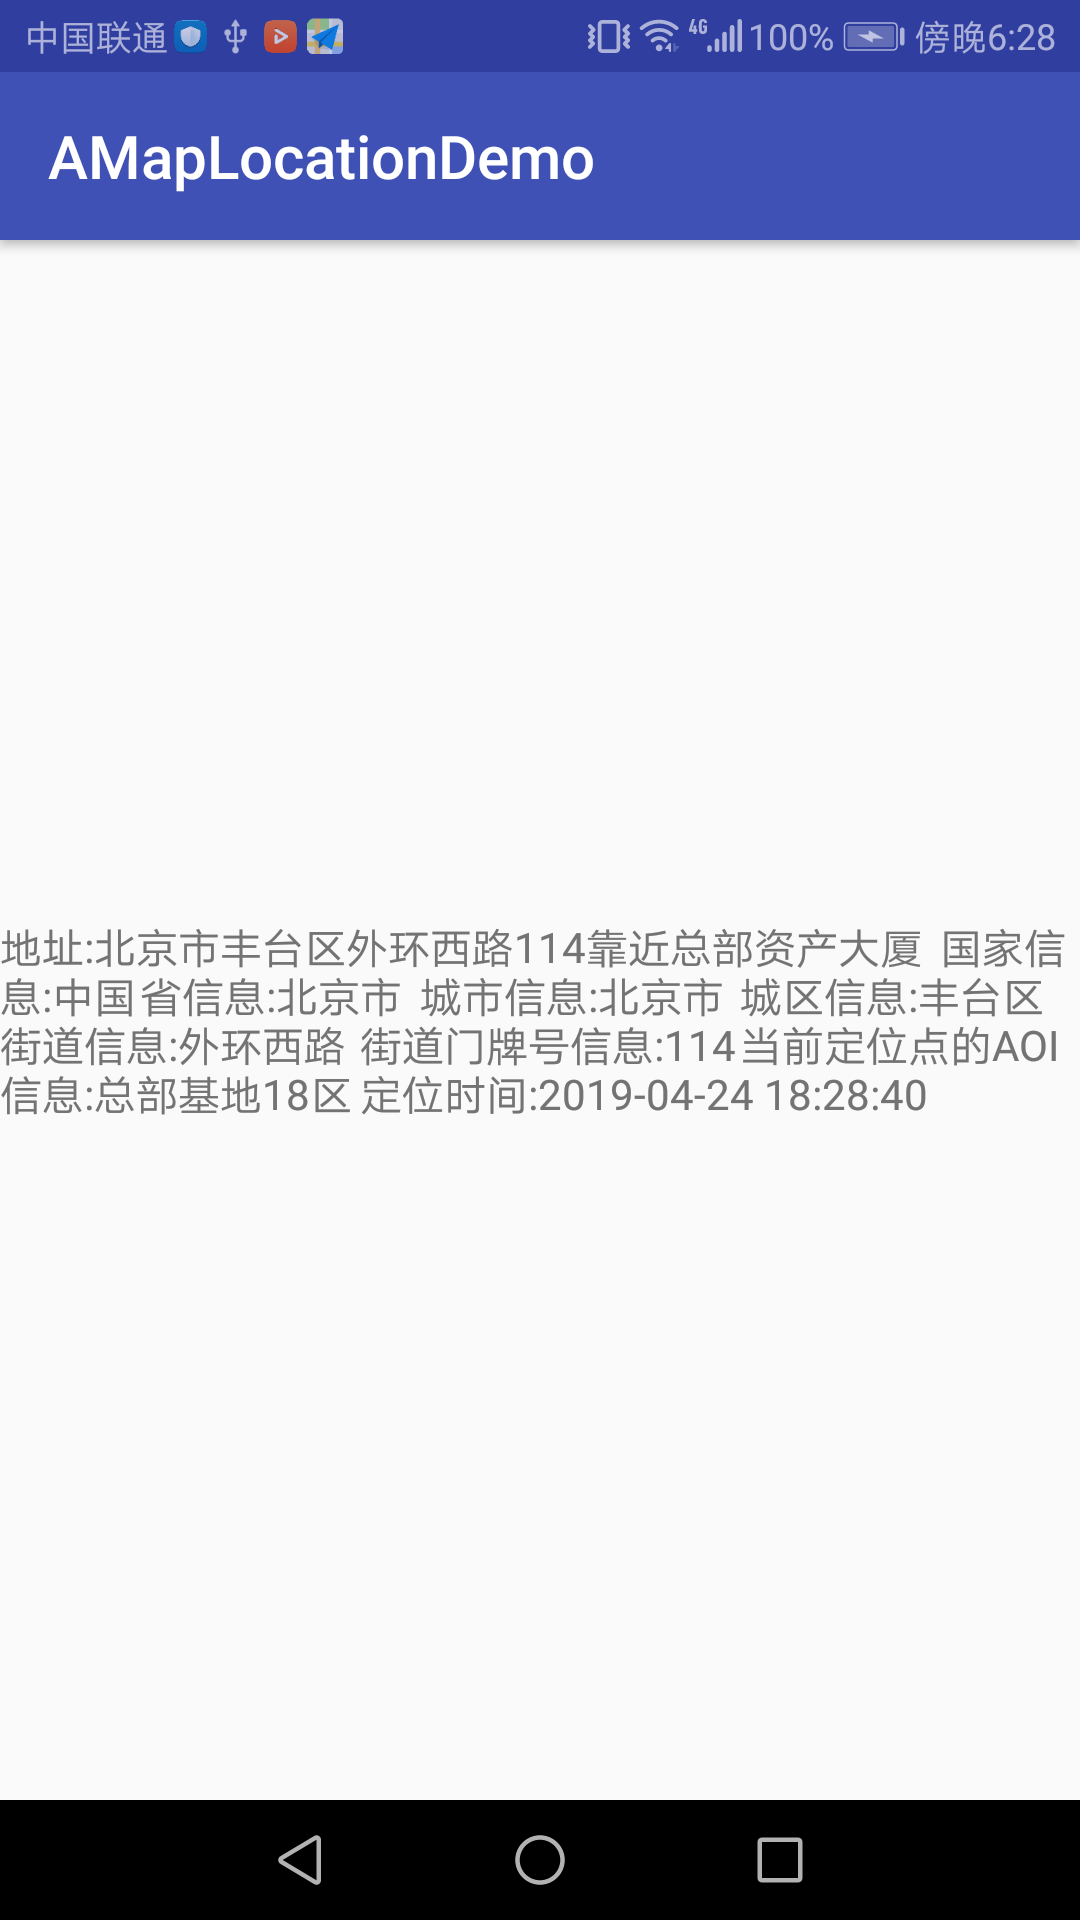 中国联通 4G 100% 傍晚6:28
AMapLocationDemo
地址:北京市丰台区外环西路114靠近总部资产大厦 国家信
息:中国 省信息:北京市 城市信息:北京市 城区信息:丰台区
街道信息:外环西路 街道门牌号信息:114 当前定位点的AOI
信息:总部基地18区 定位时间:2019-04-24 18:28:40